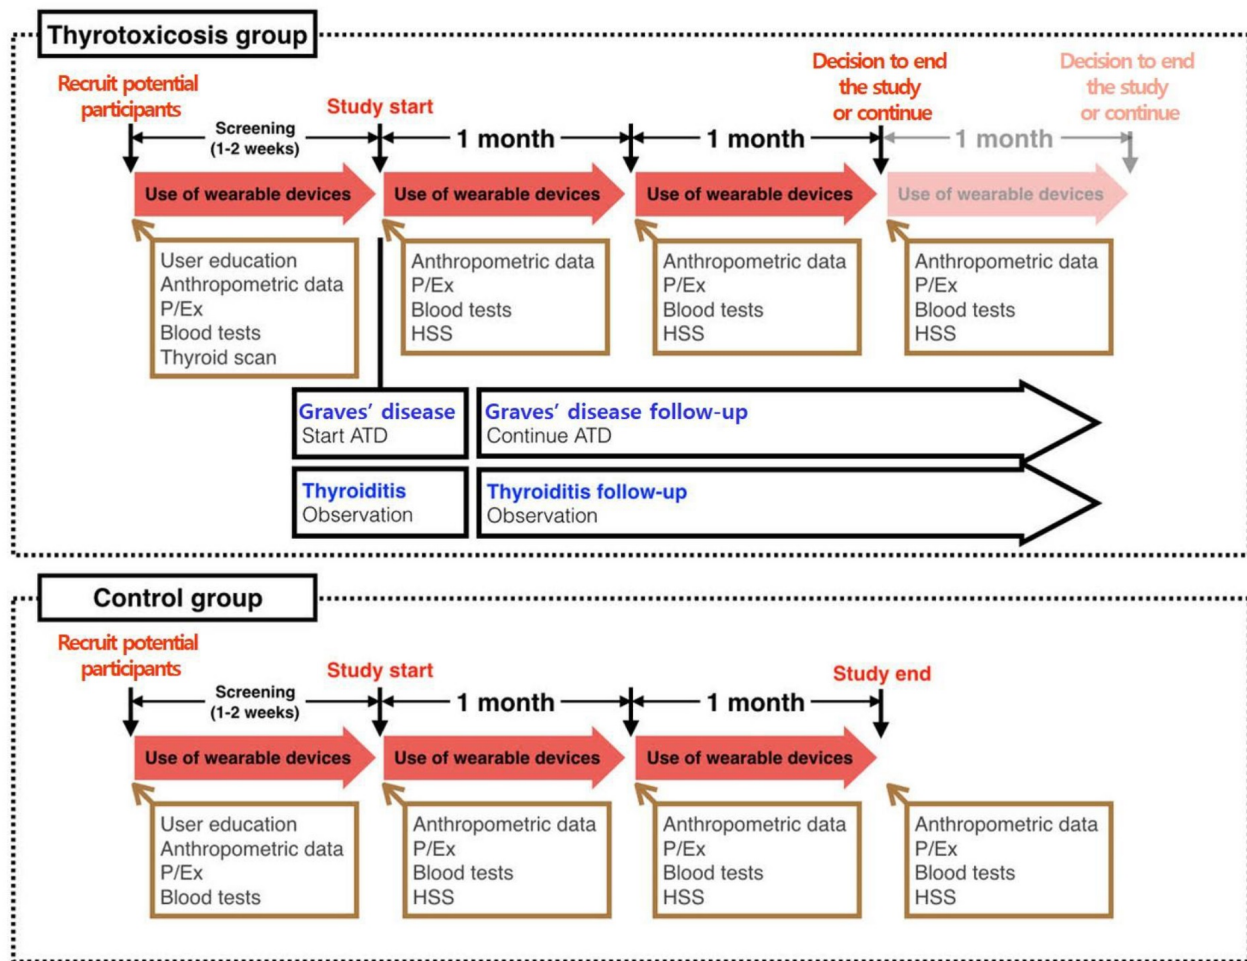 Thyrotoxicosis group
Recruit potential
participants
Study start
Decision to end
the study
or continue
Decision to end
the study
or continue
Screening
(1-2 weeks)
1 month
1 month
1 month
Use of wearable devices
Use of wearable devices
Use of wearable devices
Use of wearable devices
User education
Anthropometric data
P/Ex
Blood tests
Thyroid scan
Anthropometric data
P/Ex
Blood tests
HSS
Anthropometric data
P/Ex
Blood tests
HSS
Anthropometric data
P/Ex
Blood tests
HSS
Graves' disease
Start ATD
Graves' disease follow-up
Continue ATD
Thyroiditis
Observation
Thyroiditis follow-up
Observation
Control group
Recruit potential
participants
Study start
Study end
Screening
(1-2 weeks)
1 month
1 month
Use of wearable devices
Use of wearable devices
Use of wearable devices
User education
Anthropometric data
P/Ex
Blood tests
Anthropometric data
P/Ex
Blood tests
HSS
Anthropometric data
P/Ex
Blood tests
HSS
Anthropometric data
P/Ex
Blood tests
HSS